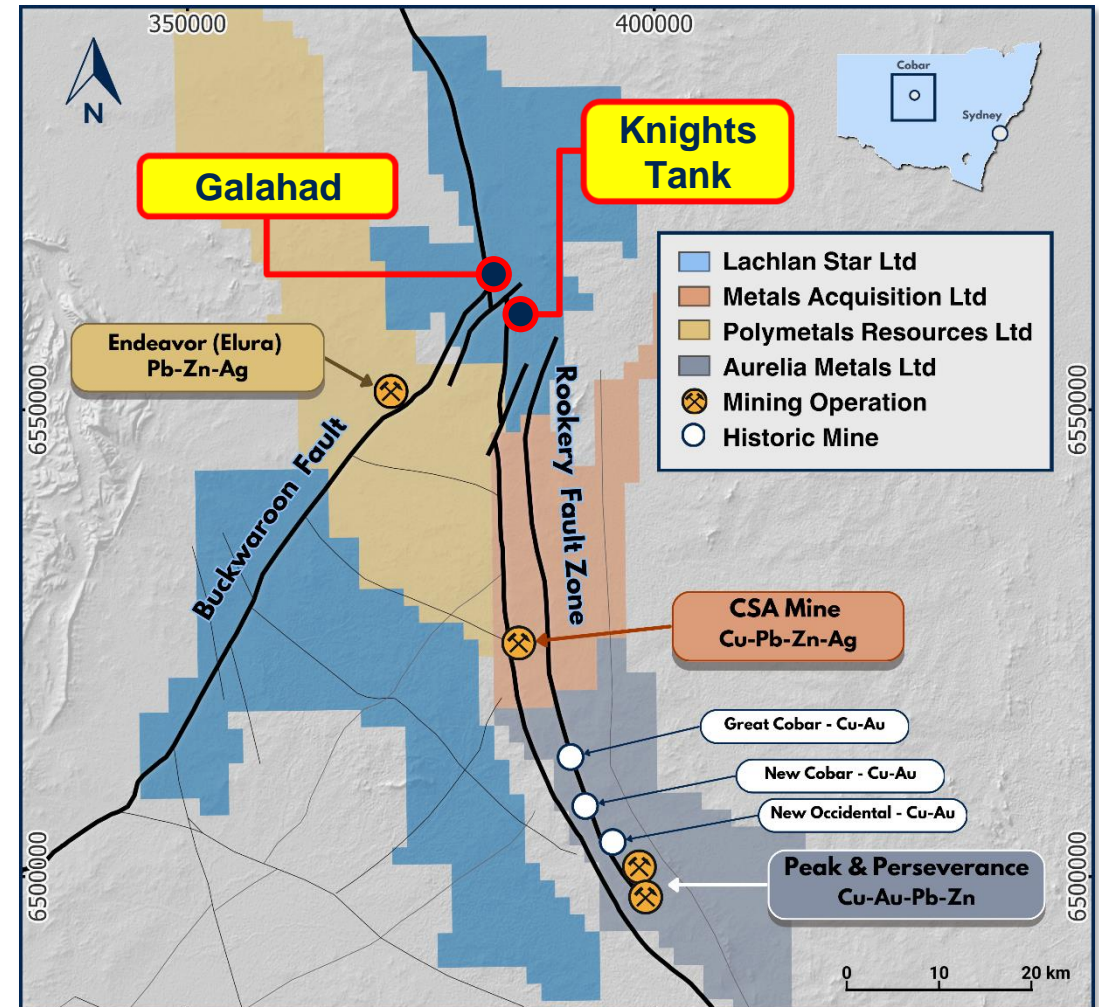 350000
400000
N
Cobar
Sydney
Knights
Tank
Galahad
Lachlan Star Ltd
Metals Acquisition Ltd
Polymetals Resources Ltd
Aurelia Metals Ltd
Mining Operation
Historic Mine
Endeavor (Elura)
Pb-Zn-Ag
6550000
6550000
Buckwaroon Fault
Rookery Fault Zone
CSA Mine
Cu-Pb-Zn-Ag
Great Cobar - Cu-Au
New Cobar - Cu-Au
New Occidental - Cu-Au
Peak & Perseverance
Cu-Au-Pb-Zn
6500000
6500000
0 10 20 km